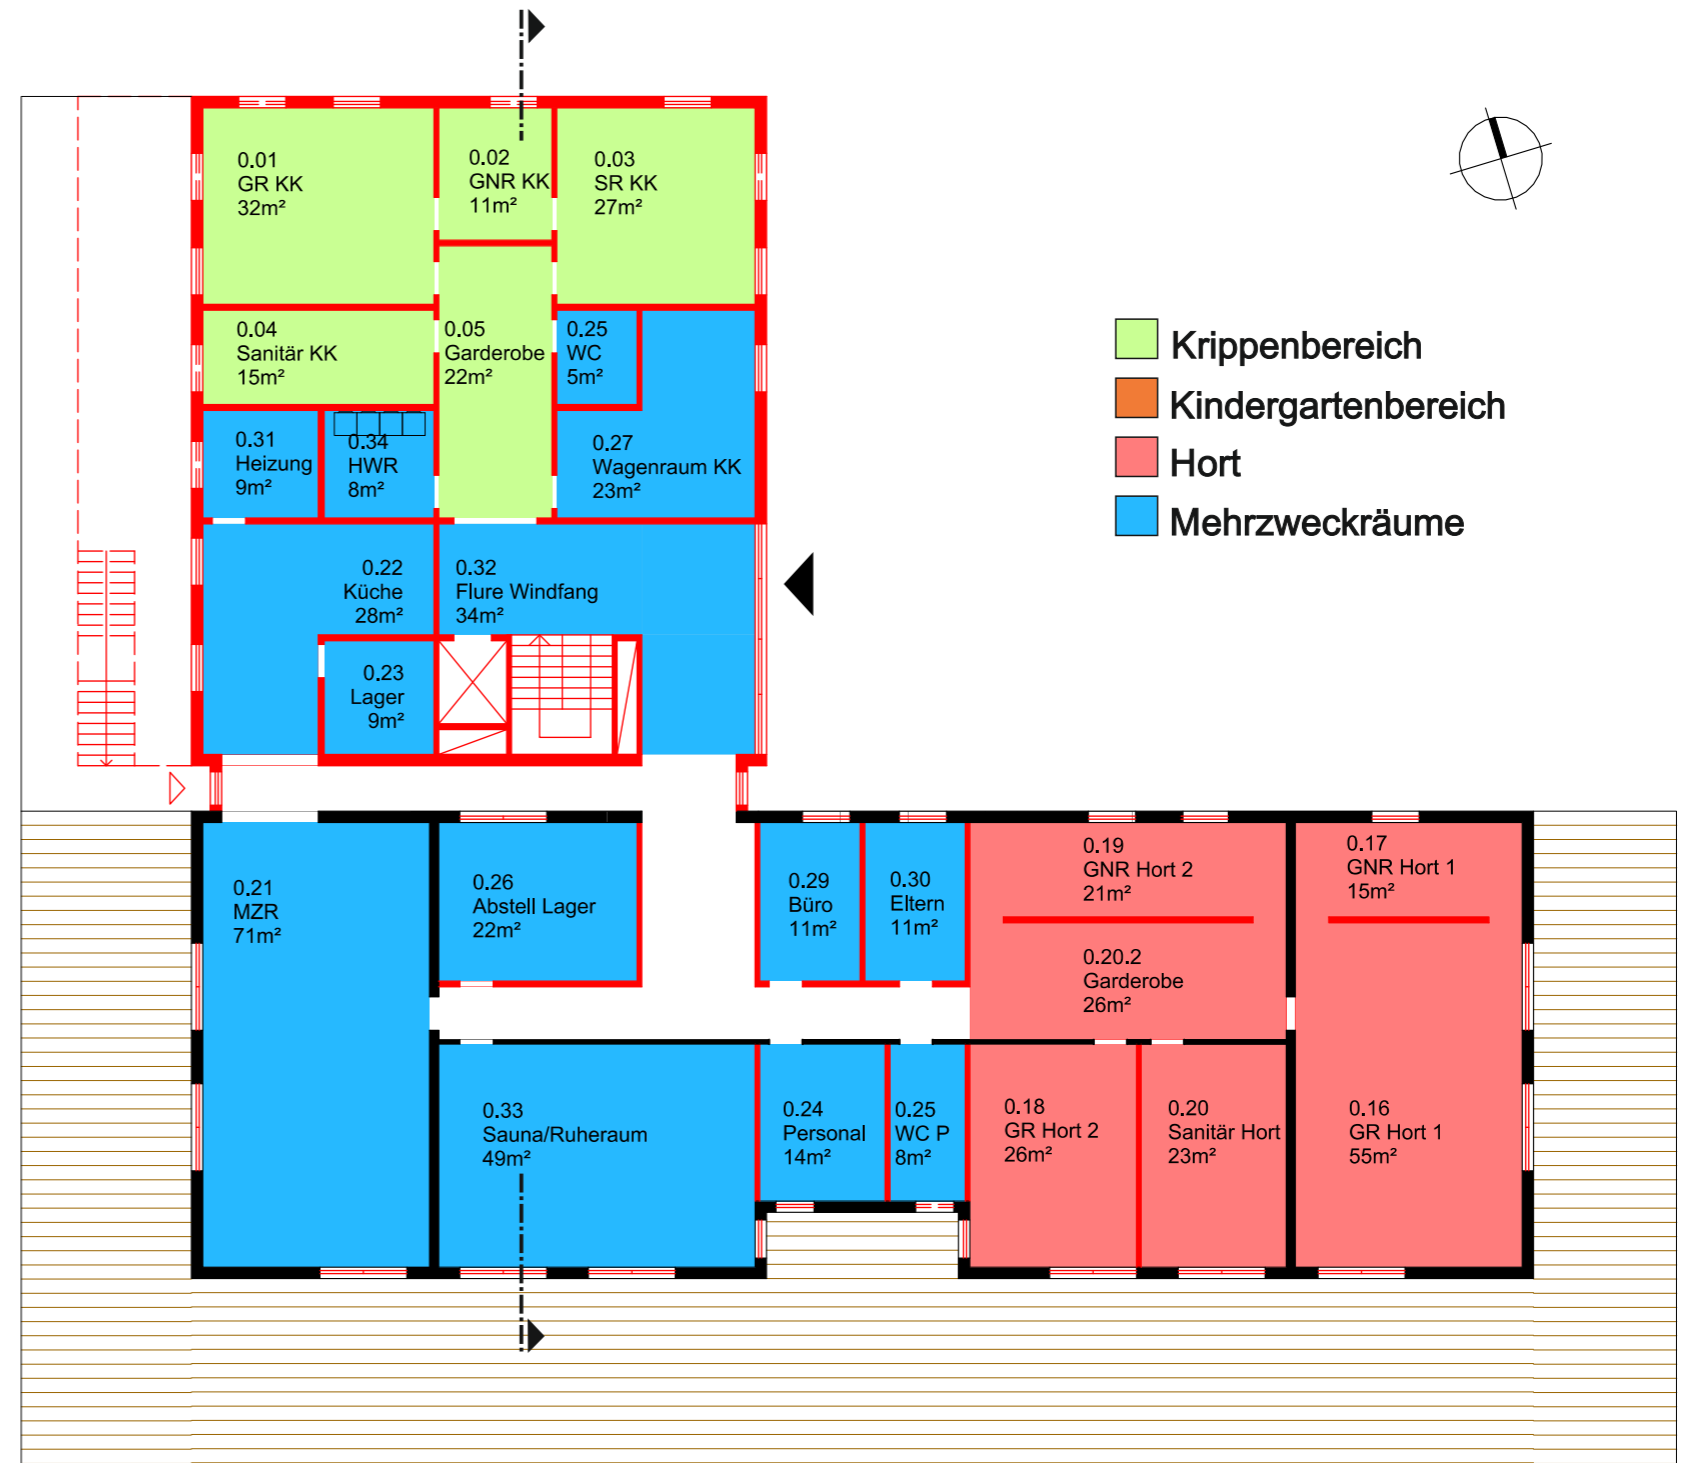 0.01
GR KK
32m²
0.02
GNR KK
11m²
0.03
SR KK
27m²
0.04
Sanitär KK
15m²
0.05
Garderobe
22m²
0.25
WC
5m²
0.31
Heizung
9m²
0.34
HWR
8m²
0.27
Wagenraum KK
23m²
0.22
Küche
28m²
0.32
Flure Windfang
34m²
0.23
Lager
9m²
Krippenbereich
Kindergartenbereich
Hort
Mehrzweckräume
0.21
MZR
71m²
0.26
Abstell Lager
22m²
0.29
Büro
11m²
0.30
Eltern
11m²
0.19
GNR Hort 2
21m²
0.17
GNR Hort 1
15m²
0.20.2
Garderobe
26m²
0.33
Sauna/Ruheraum
49m²
0.24
Personal
14m²
0.25
WC P
8m²
0.18
GR Hort 2
26m²
0.20
Sanitär Hort
23m²
0.16
GR Hort 1
55m²